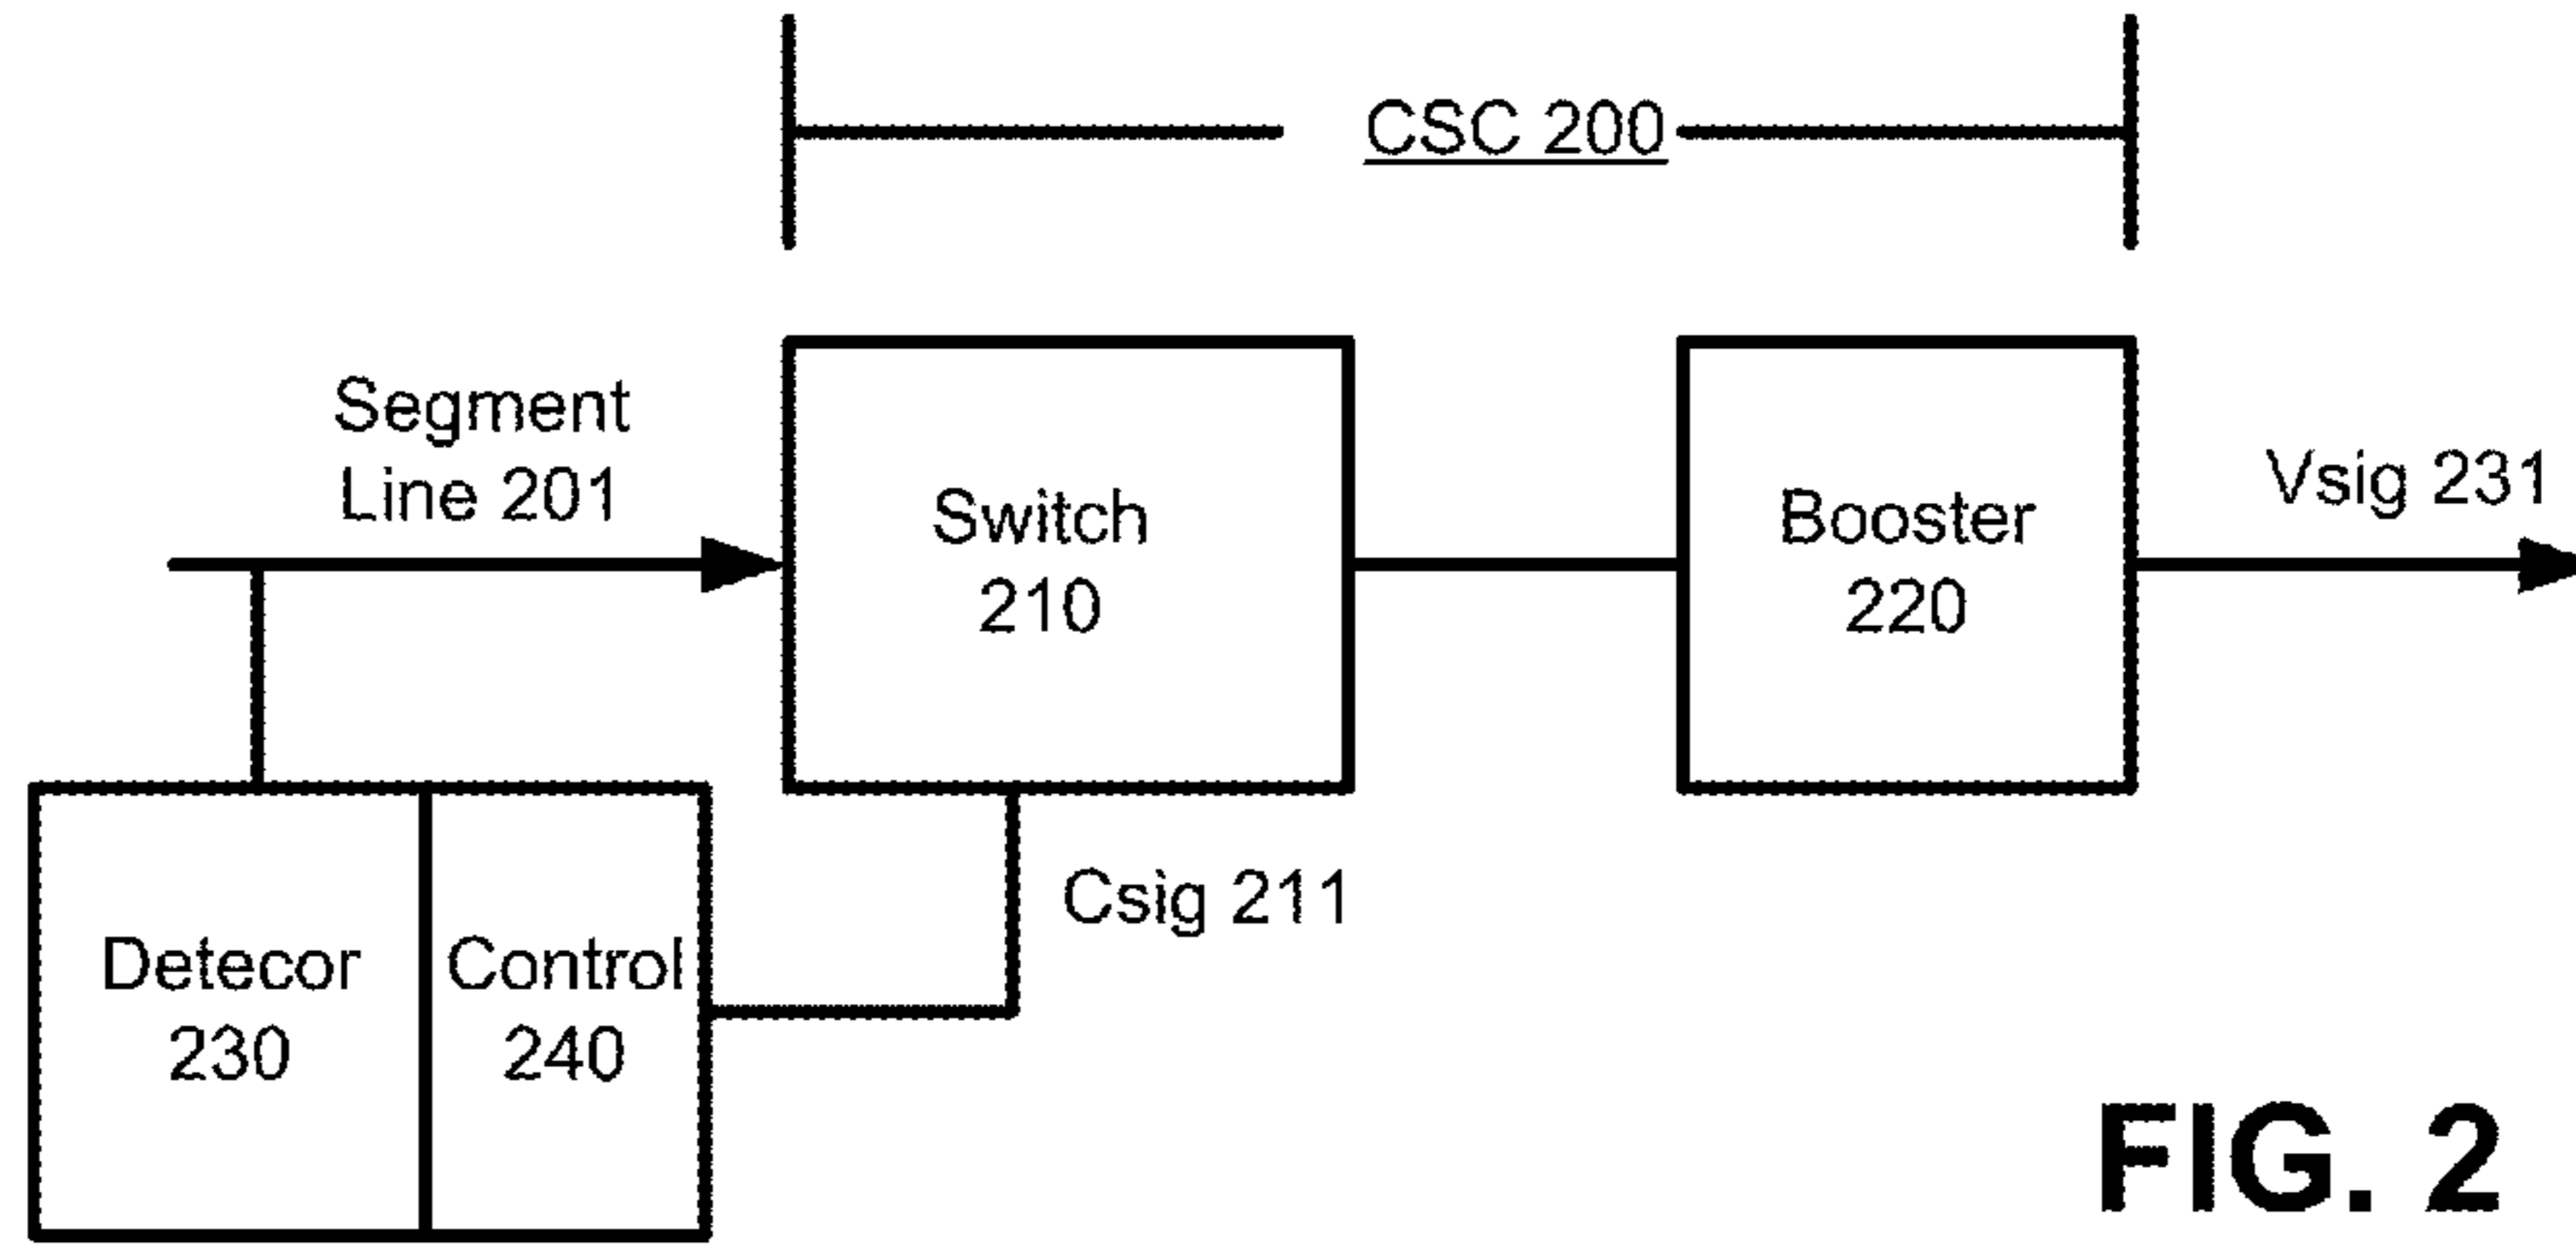 CSC 200
Segment
Line 201
Switch
210
Booster
220
Vsig 231
Csig 211
Detecor
230
Control
240
FIG. 2